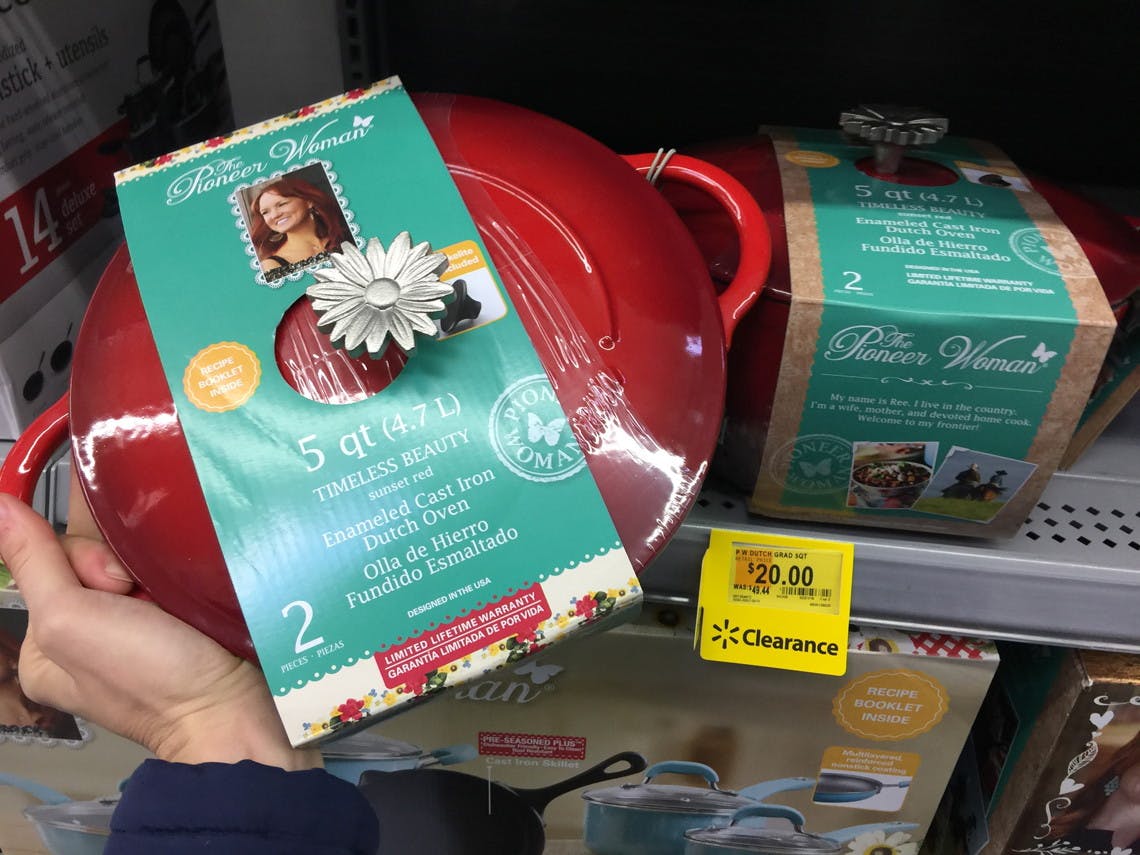 stick + utensils
14
deluxe
set
The
Pioneer Woman
RECIPE
BOOKLET
INSIDE
5 qt (4.7 L)
TIMELESS BEAUTY
sunset red
Enameled Cast Iron
Dutch Oven
Olla de Hierro
Fundido Esmaltado
DESIGNED IN THE USA
2
PIECES · PIEZAS
LIMITED LIFETIME WARRANTY
GARANTÍA LIMITADA DE POR VIDA
5 qt (4.7 L)
TIMELESS BEAUTY
sunset red
Enameled Cast Iron
Dutch Oven
Olla de Hierro
Fundido Esmaltado
DESIGNED IN THE USA
LIMITED LIFETIME WARRANTY
GARANTÍA LIMITADA DE POR VIDA
2
The
Pioneer Woman
My name is Ree. I live in the country.
I'm a wife, mother, and devoted home cook.
Welcome to my frontier!
P.W.DUTCH GRAD 5QT
RETAIL PRICE
$20.00
WAS:$49.44
Clearance
RECIPE
BOOKLET
INSIDE
PRE-SEASONED PLUS™
Cast Iron Skillet
Multilayered,
reinforced
nonstick coating